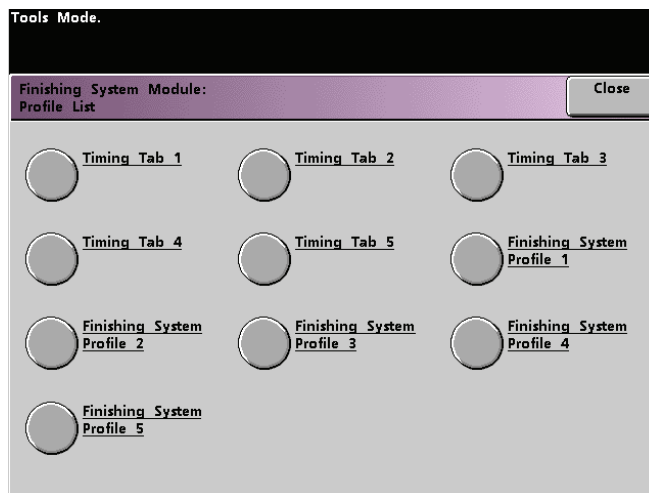 Tools Mode.
Finishing System Module:
Profile List
Close
Timing Tab 1
Timing Tab 2
Timing Tab 3
Timing Tab 4
Timing Tab 5
Finishing System
Profile 1
Finishing System
Profile 2
Finishing System
Profile 3
Finishing System
Profile 4
Finishing System
Profile 5